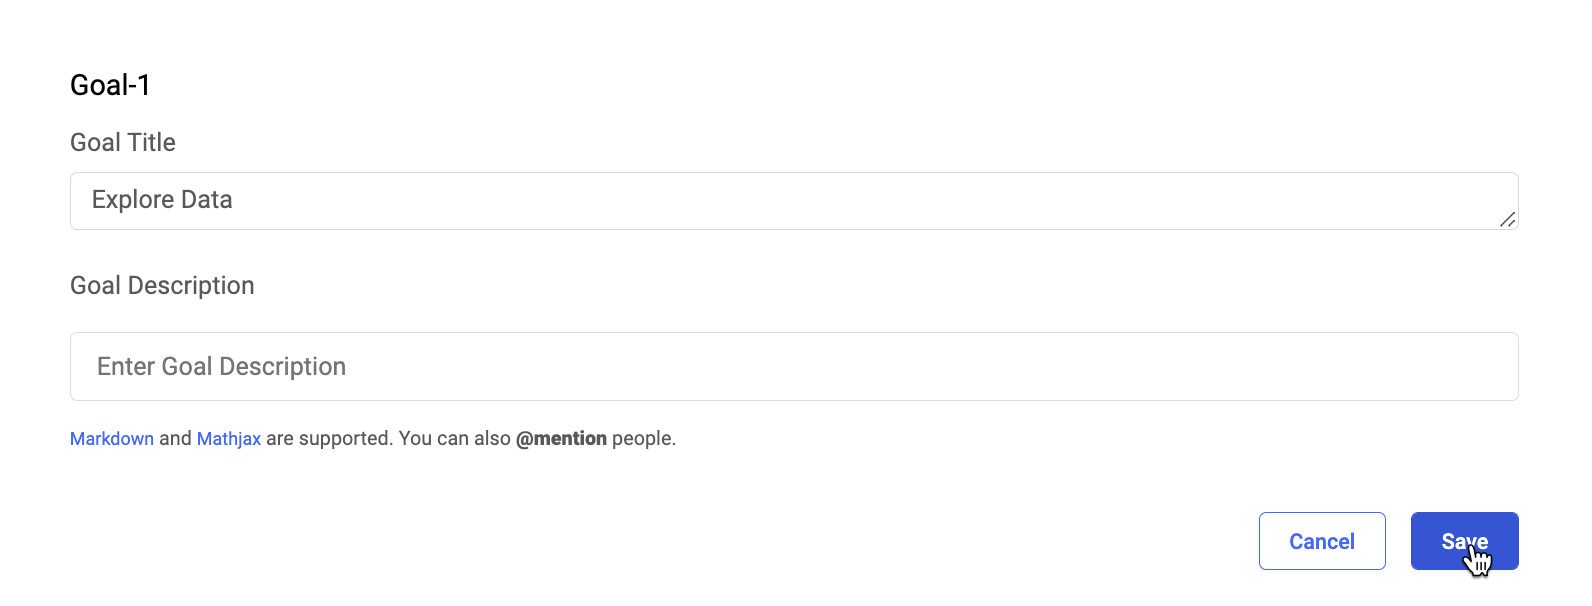 Goal-1
Goal Title
Explore Data
Goal Description
Enter Goal Description
Markdown and Mathjax are supported. You can also @mention people.
Cancel
Save